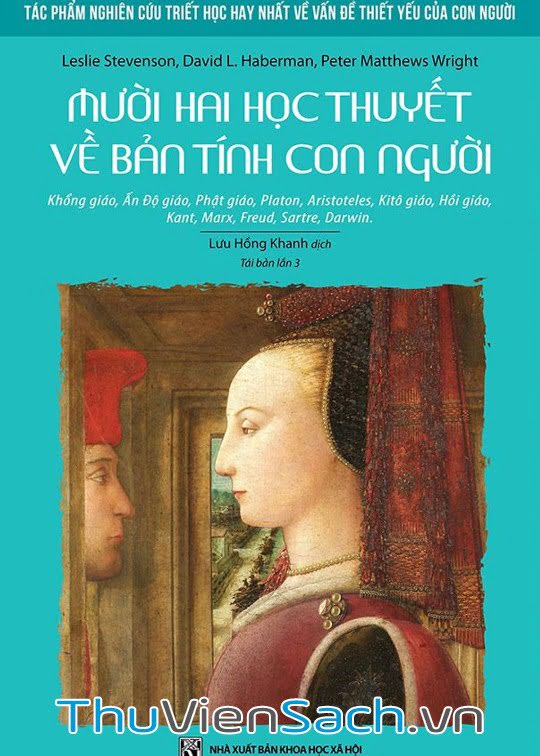 TÁC PHẨM NGHIÊN CỨU TRIẾT HỌC HAY NHẤT VỀ VẤN ĐỀ THIẾT YẾU CỦA CON NGƯỜI
Leslie Stevenson, David L. Haberman, Peter Matthews Wright
MƯỜI HAI HỌC THUYẾT
VỀ BẢN TÍNH CON NGƯỜI
Khổng giáo, Ấn Độ giáo, Phật giáo, Platon, Aristoteles, Kitô giáo, Hồi giáo,
Kant, Marx, Freud, Sartre, Darwin.
Lưu Hồng Khanh dịch
Tái bản lần 3
ThuVienSach.vn
NHÀ XUẤT BẢN KHOA HỌC XÃ HỘI